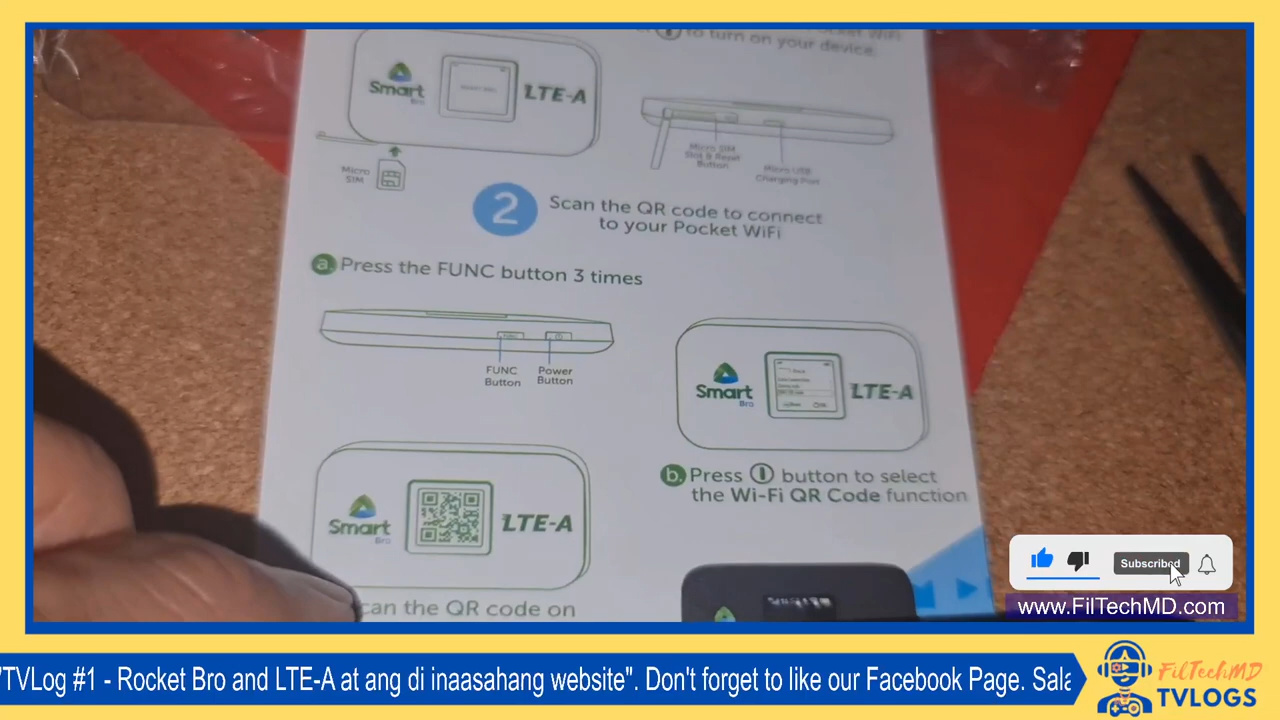 to turn on your device.
Smart
Bro
LTE-A
Micro
SIM
Micro SIM
Slot & Reset
Button
Micro USB
Charging Port
2
Scan the QR code to connect
to your Pocket WiFi
a. Press the FUNC button 3 times
FUNC
Button
Power
Button
Smart
Bro
LTE-A
b. Press button to select
the Wi-Fi QR Code function
Smart
Bro
LTE-A
can the QR code on
Subscribed
www.FilTechMD.com
TVLog #1 - Rocket Bro and LTE-A at ang di inaasahang website". Don't forget to like our Facebook Page. Sala
FilTechMD
TVLOGS